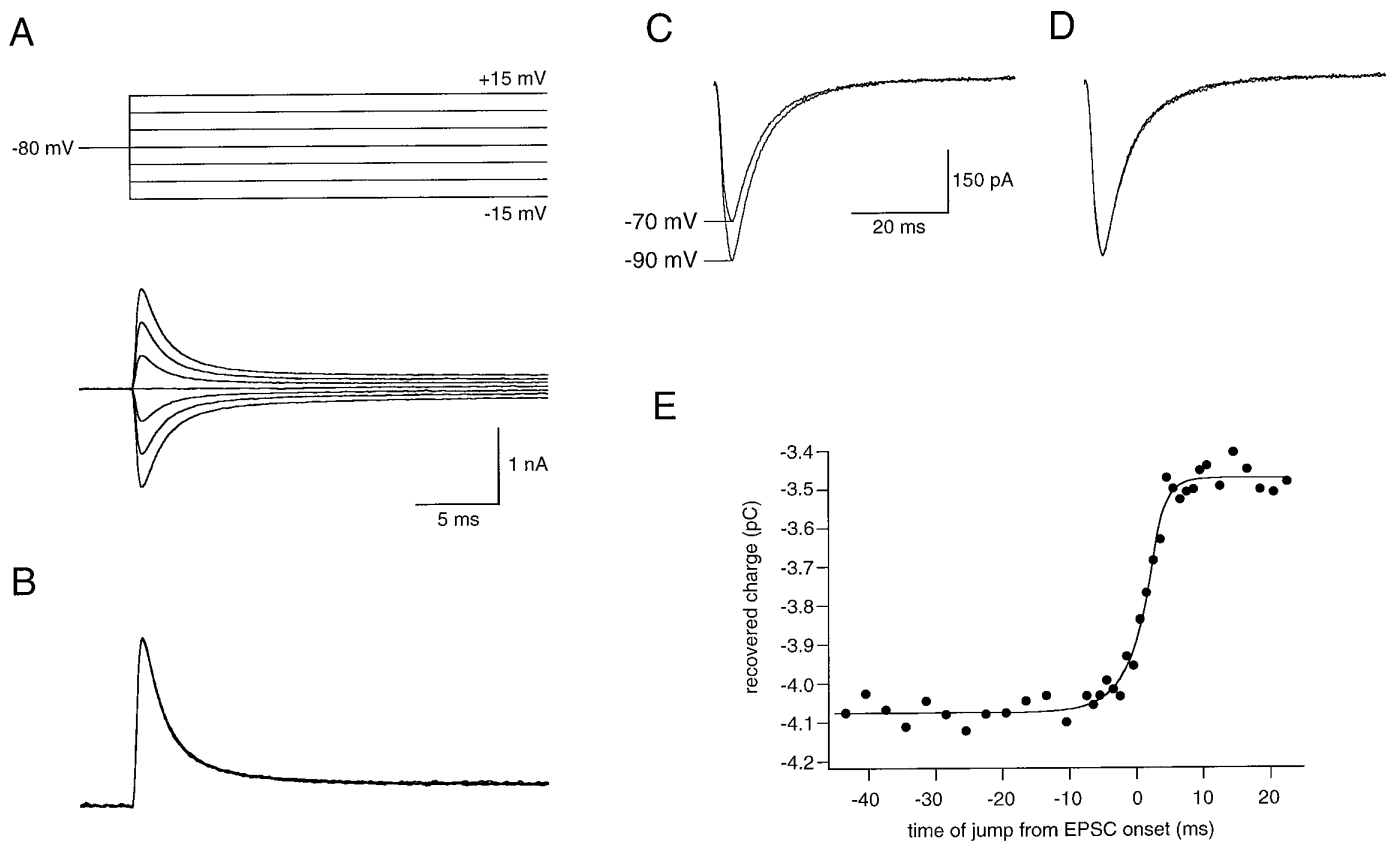 A
+15 mV
-80 mV
-15 mV
1 nA
5 ms
B
C
-70 mV
-90 mV
150 pA
20 ms
D
E
recovered charge (pC)
-3.4
-3.5
-3.6
-3.7
-3.8
-3.9
-4.0
-4.1
-4.2
-40 -30 -20 -10 0 10 20
time of jump from EPSC onset (ms)